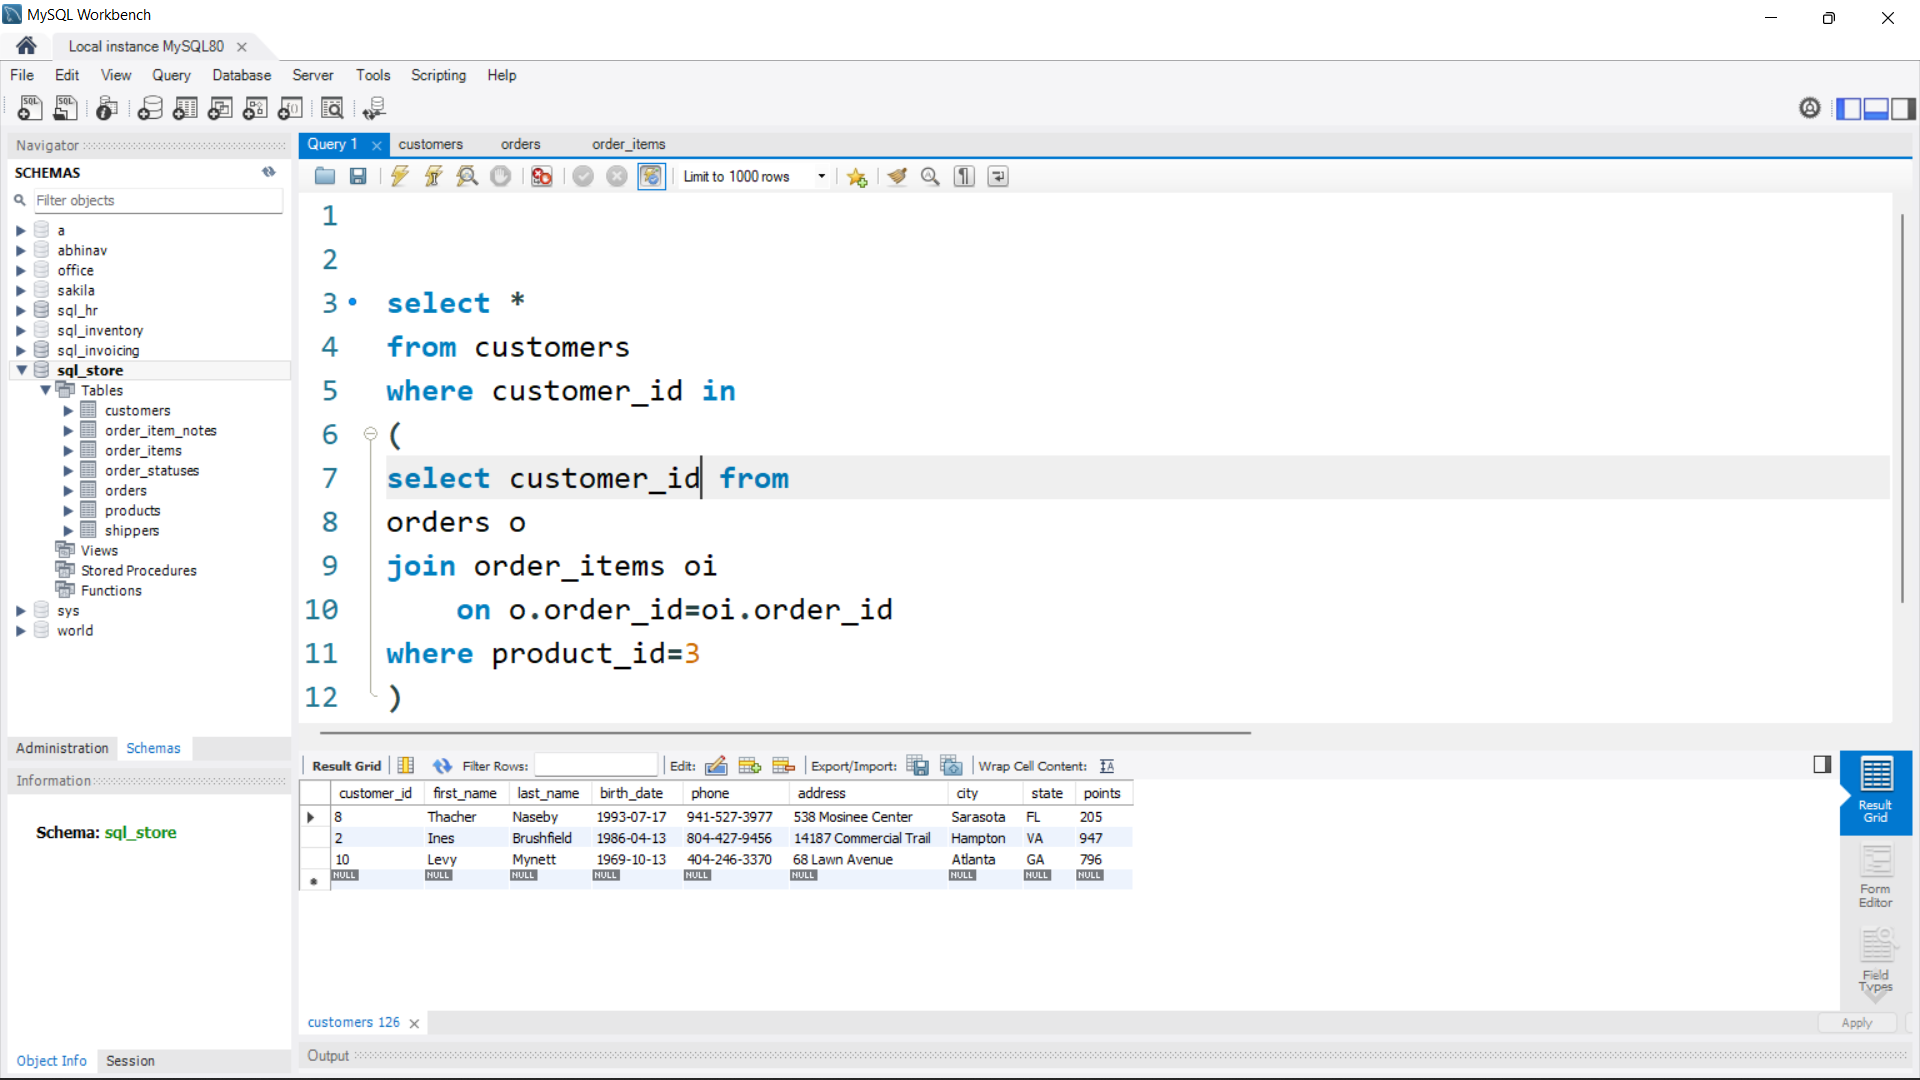 MySQL Workbench
Local instance MySQL80
File Edit View Query Database Server Tools Scripting Help
Navigator
SCHEMAS
Filter objects
a
abhinav
office
sakila
sql_hr
sql_inventory
sql_invoicing
sql_store
Tables
customers
order_item_notes
order_items
order_statuses
orders
products
shippers
Views
Stored Procedures
Functions
sys
world
Administration Schemas
Information
Schema: sql_store
Object Info Session
Query 1 customers orders order_items
Limit to 1000 rows
1
2
3 select *
4 from customers
5 where customer_id in
6 (
7 select customer_id from
8 orders o
9 join order_items oi
10 on o.order_id=oi.order_id
11 where product_id=3
12 )
Result Grid Filter Rows: Edit: Export/Import: Wrap Cell Content:
customer_id first_name last_name birth_date phone address city state points
8 Thacher Naseby 1993-07-17 941-527-3977 538 Mosinee Center Sarasota FL 205
2 Ines Brushfield 1986-04-13 804-427-9456 14187 Commercial Trail Hampton VA 947
10 Levy Mynett 1969-10-13 404-246-3370 68 Lawn Avenue Atlanta GA 796
NULL NULL NULL NULL NULL NULL NULL NULL NULL
Result
Grid
Form
Editor
Field
Types
customers 126
Apply
Output